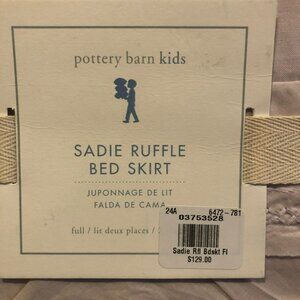 pottery barn kids
SADIE RUFFLE
BED SKIRT
JUPONNAGE DE LIT
FALDA DE CAMA
full / lit deux places /
24A 6472-781
03753528
Sadie Rfl Bdskt Fl
$129.00